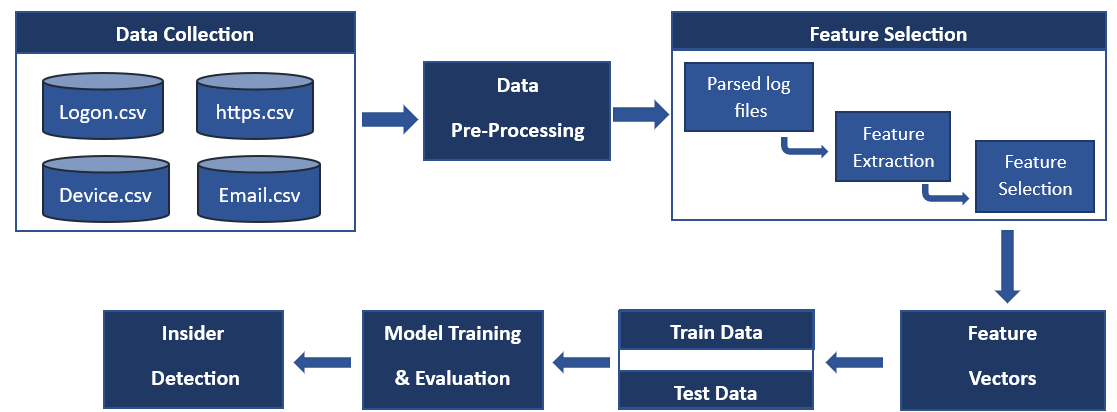 Data Collection
Logon.csv
https.csv
Device.csv
Email.csv
Data
Pre-Processing
Feature Selection
Parsed log
files
Feature
Extraction
Feature
Selection
Feature
Vectors
Train Data
Test Data
Model Training
& Evaluation
Insider
Detection